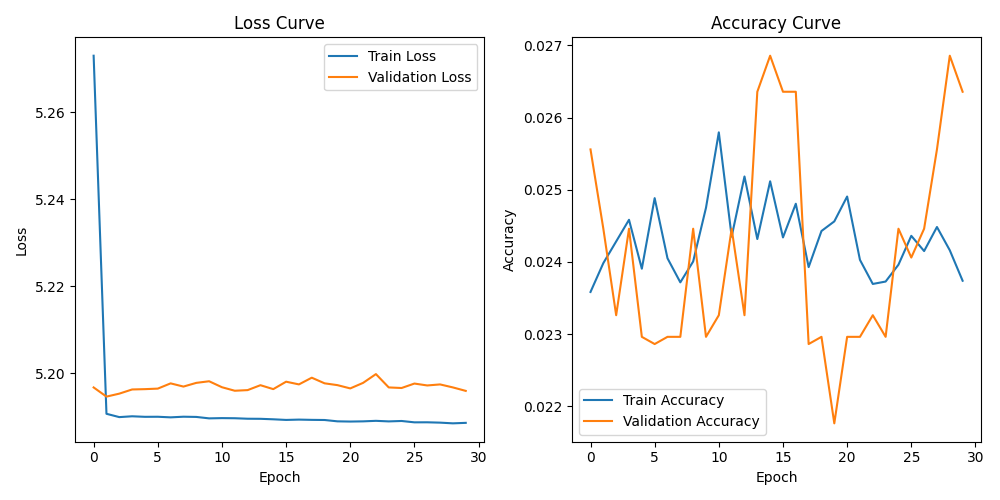 Loss Curve
Train Loss
Validation Loss
5.26
5.24
5.22
5.20
Loss
0 5 10 15 20 25 30
Epoch
Accuracy Curve
0.027
0.026
0.025
0.024
0.023
0.022
Accuracy
Train Accuracy
Validation Accuracy
0 5 10 15 20 25 30
Epoch